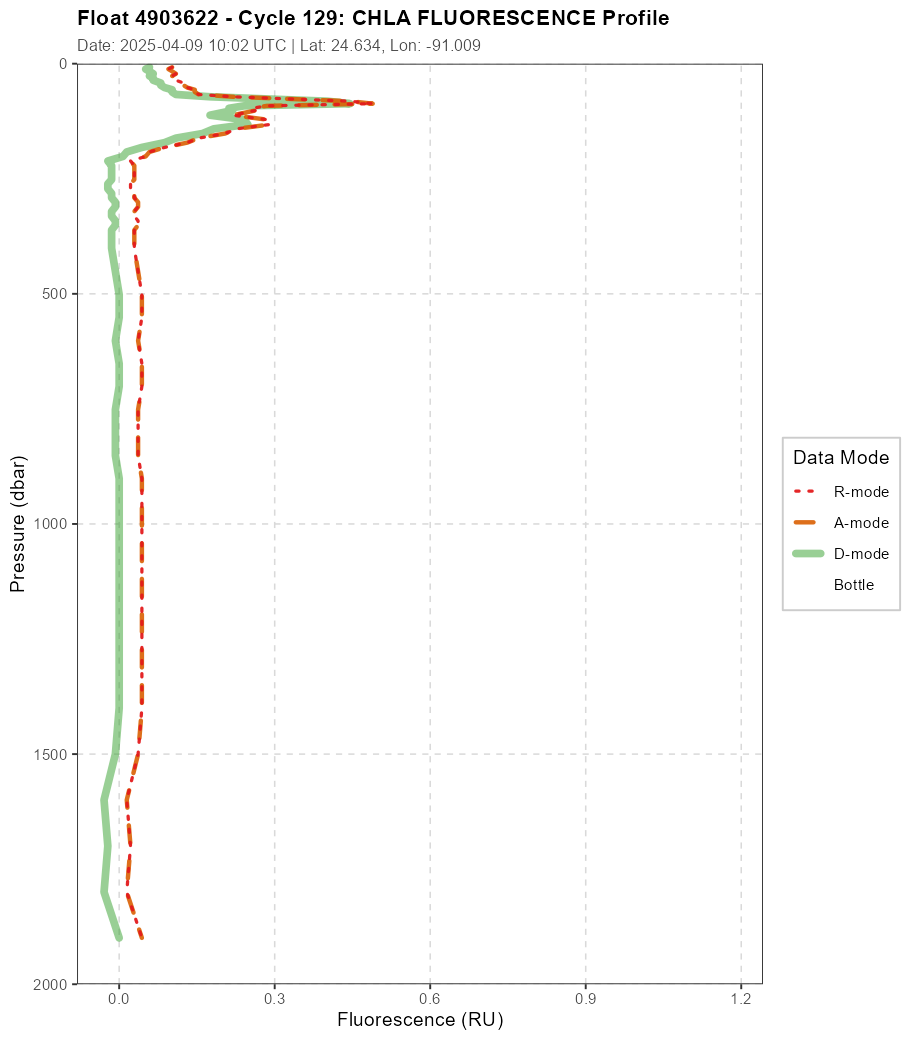 Float 4903622 - Cycle 129: CHLA FLUORESCENCE Profile
Date: 2025-04-09 10:02 UTC | Lat: 24.634, Lon: -91.009
0
500
1000
1500
2000
Pressure (dbar)
0.0 0.3 0.6 0.9 1.2
Fluorescence (RU)
Data Mode
R-mode
A-mode
D-mode
Bottle